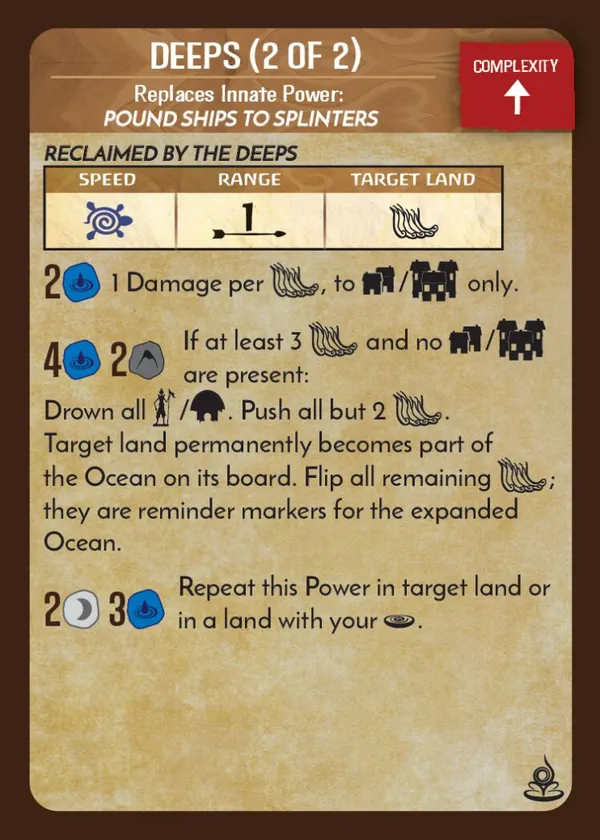 DEEPS (2 OF 2)
COMPLEXITY
Replaces Innate Power:
POUND SHIPS TO SPLINTERS
RECLAIMED BY THE DEEPS
SPEED RANGE TARGET LAND
1
2 1 Damage per , to / only.
4 2 If at least 3 and no /
are present:
Drown all / . Push all but 2 .
Target land permanently becomes part of
the Ocean on its board. Flip all remaining ;
they are reminder markers for the expanded
Ocean.
2 3 Repeat this Power in target land or
in a land with your .